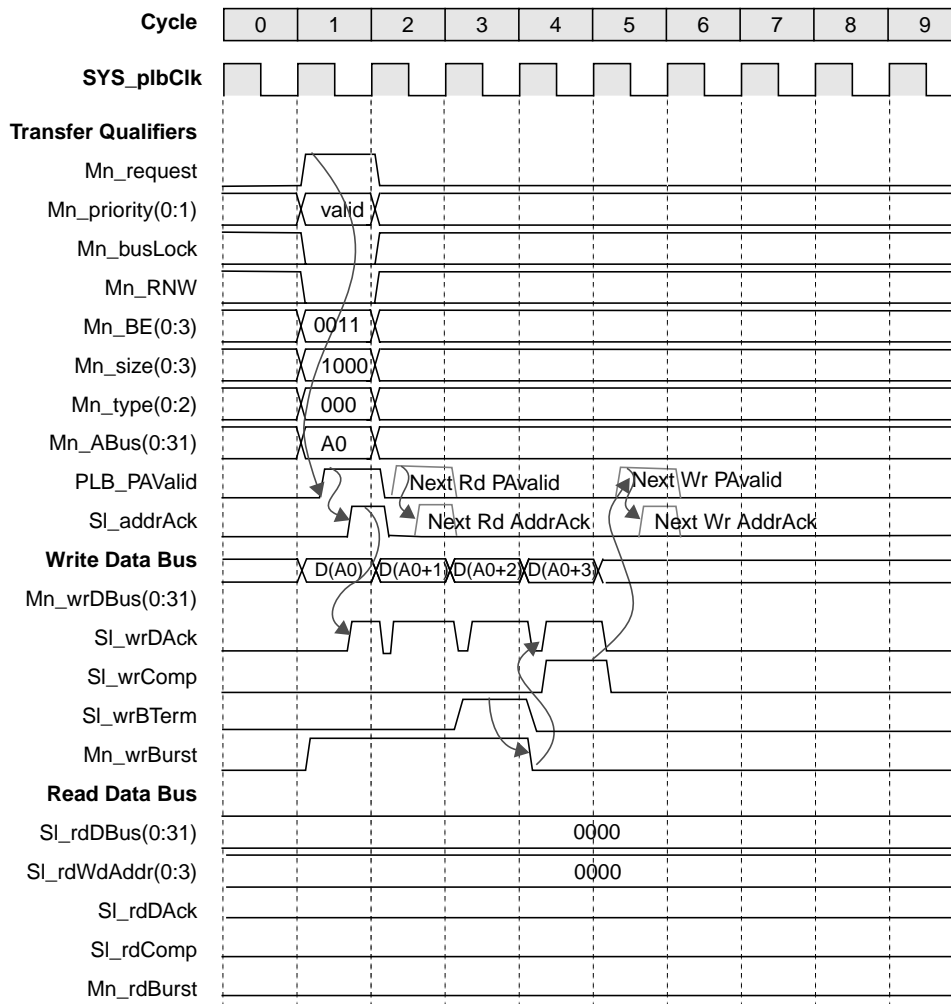 Cycle 0 1 2 3 4 5 6 7 8 9
SYS_plbClk
Transfer Qualifiers
Mn_request
Mn_priority(0:1) valid
Mn_busLock
Mn_RNW
Mn_BE(0:3) 0011
Mn_size(0:3) 1000
Mn_type(0:2) 000
Mn_ABus(0:31) A0
PLB_PAValid Next Rd PAvalid Next Wr PAvalid
Sl_addrAck Next Rd AddrAck Next Wr AddrAck
Write Data Bus D(A0) D(A0+1) D(A0+2) D(A0+3)
Mn_wrDBus(0:31)
Sl_wrDAck
Sl_wrComp
Sl_wrBTerm
Mn_wrBurst
Read Data Bus
Sl_rdDBus(0:31) 0000
Sl_rdWdAddr(0:3) 0000
Sl_rdDAck
Sl_rdComp
Mn_rdBurst